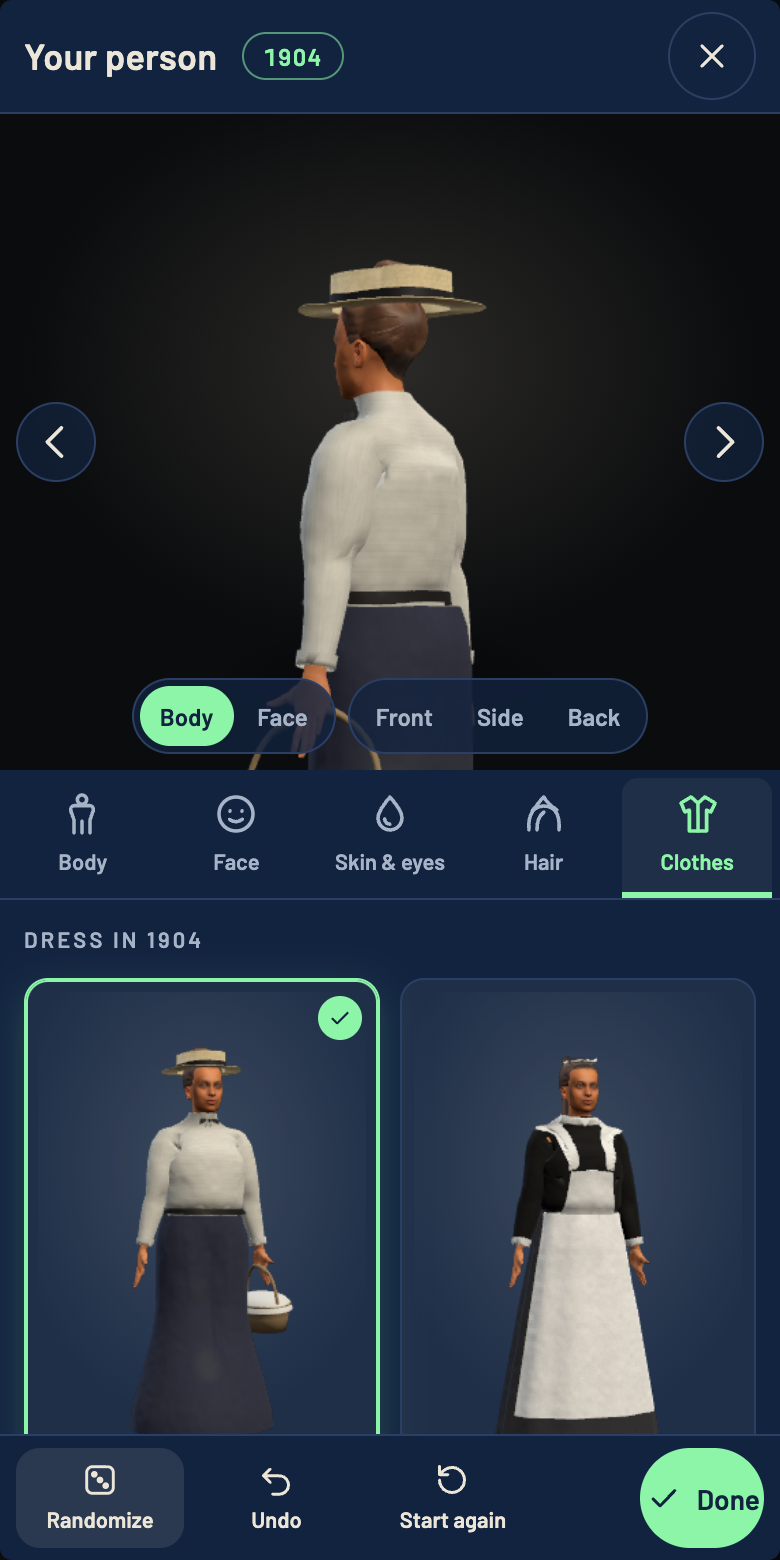 Your person 1904
Body Face Front Side Back
Body Face Skin & eyes Hair Clothes
DRESS IN 1904
Randomize Undo Start again Done